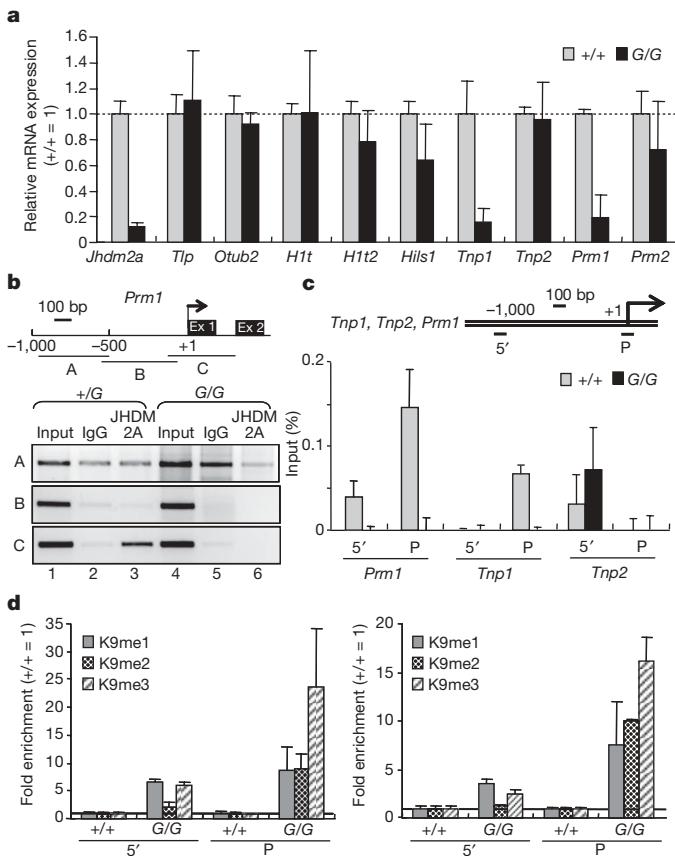 a
Relative mRNA expression
(+/+ = 1)
1.6
1.4
1.2
1.0
0.8
0.6
0.4
0.2
0
+/+ G/G
Jhdm2a Tlp Otub2 H1t H1t2 Hils1 Tnp1 Tnp2 Prm1 Prm2
b
100 bp
Prm1
Ex 1 Ex 2
−1,000 −500 +1
A B C
+/G G/G
Input IgG JHDM 2A Input IgG JHDM 2A
A
B
C
1 2 3 4 5 6
c
100 bp
−1,000 +1
Tnp1, Tnp2, Prm1
5′ P
+/+ G/G
Input (%)
0.2
0.1
0
5′ P 5′ P 5′ P
Prm1 Tnp1 Tnp2
d
Fold enrichment (+/+ = 1)
35
30
25
20
15
10
5
0
K9me1
K9me2
K9me3
+/+ G/G +/+ G/G
5′ P
Fold enrichment (+/+ = 1)
20
15
10
5
0
K9me1
K9me2
K9me3
+/+ G/G +/+ G/G
5′ P